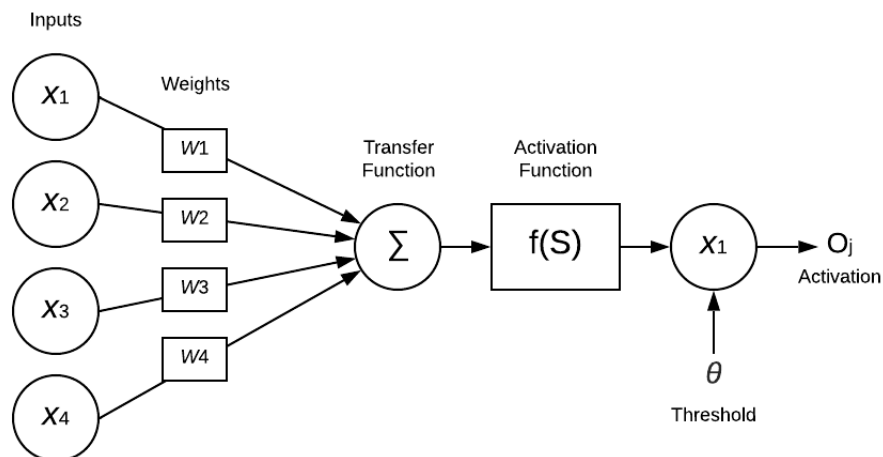 Inputs
x1
x2
x3
x4
Weights
W1
W2
W3
W4
Transfer
Function
Σ
Activation
Function
f(S)
x1
θ
Threshold
Oj
Activation